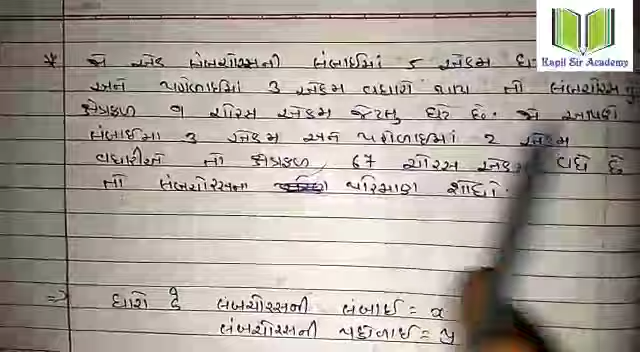 Kapil Sir Academy
* જો એક લંબચોરસની લંબાઈમાં 5 એકમ
અને પહોળાઈમાં 3 એકમ વધારો થાય તો લંબચોરસનું
ક્ષેત્રફળ 9 ચોરસ એકમ જેટલુ ઘટે છે. જો આપણે
લંબાઈમાં 3 એકમ અને પહોળાઈમાં 2 એકમ
વધારીએ તો ક્ષેત્રફળ 67 ચોરસ એકમ વધે છે
તો લંબચોરસના પરિમાણ શોધો.
⇒ ધારો કે લંબચોરસની લંબાઈ = x
લંબચોરસની પહોળાઈ = y